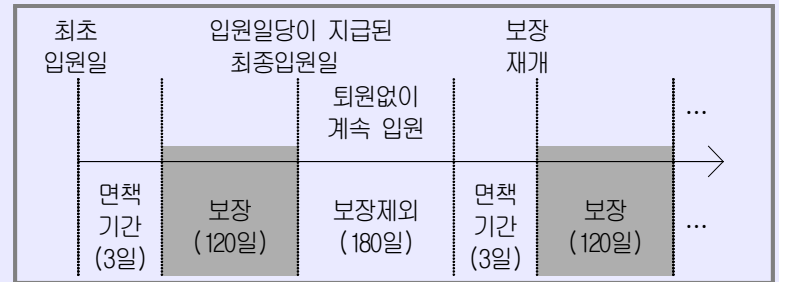 최초
입원일
입원일당이 지급된
최종입원일
보장
재개
퇴원없이
계속 입원
...
면책
기간
(3일)
보장
(120일)
보장제외
(180일)
면책
기간
(3일)
보장
(120일)
...